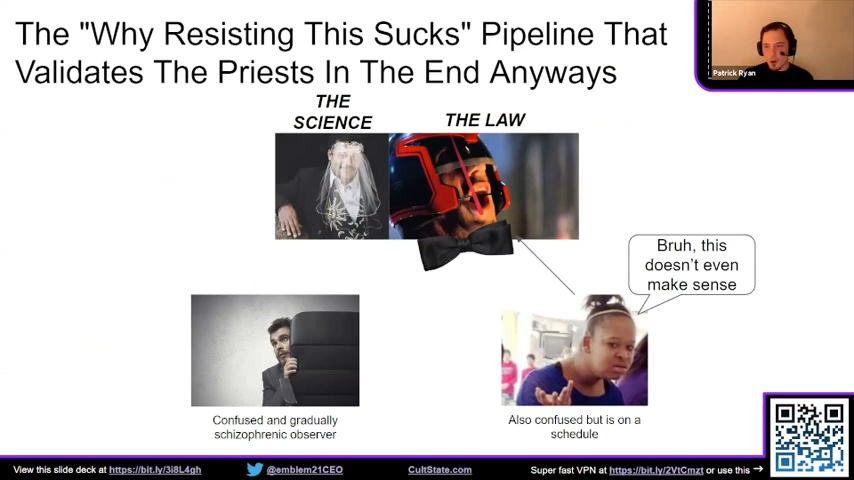 The "Why Resisting This Sucks" Pipeline That
Validates The Priests In The End Anyways
Patrick Ryan
THE
SCIENCE
THE LAW
Bruh, this
doesn't even
make sense
Confused and gradually
schizophrenic observer
Also confused but is on a
schedule
View this slide deck at https://bit.ly/3i8L4gh
@emblem21CEO
CultState.com
Super fast VPN at https://bit.ly/2VtCmzt or use this →